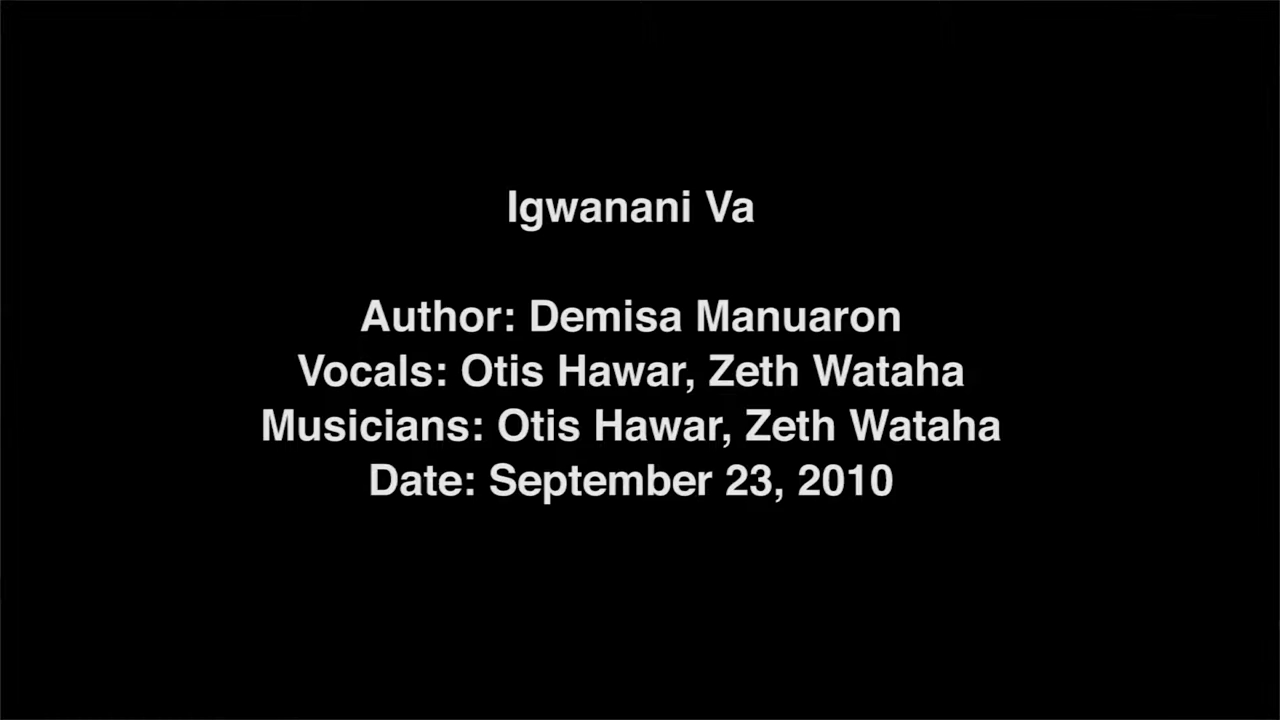 Igwanani Va
Author: Demisa Manuaron
Vocals: Otis Hawar, Zeth Wataha
Musicians: Otis Hawar, Zeth Wataha
Date: September 23, 2010